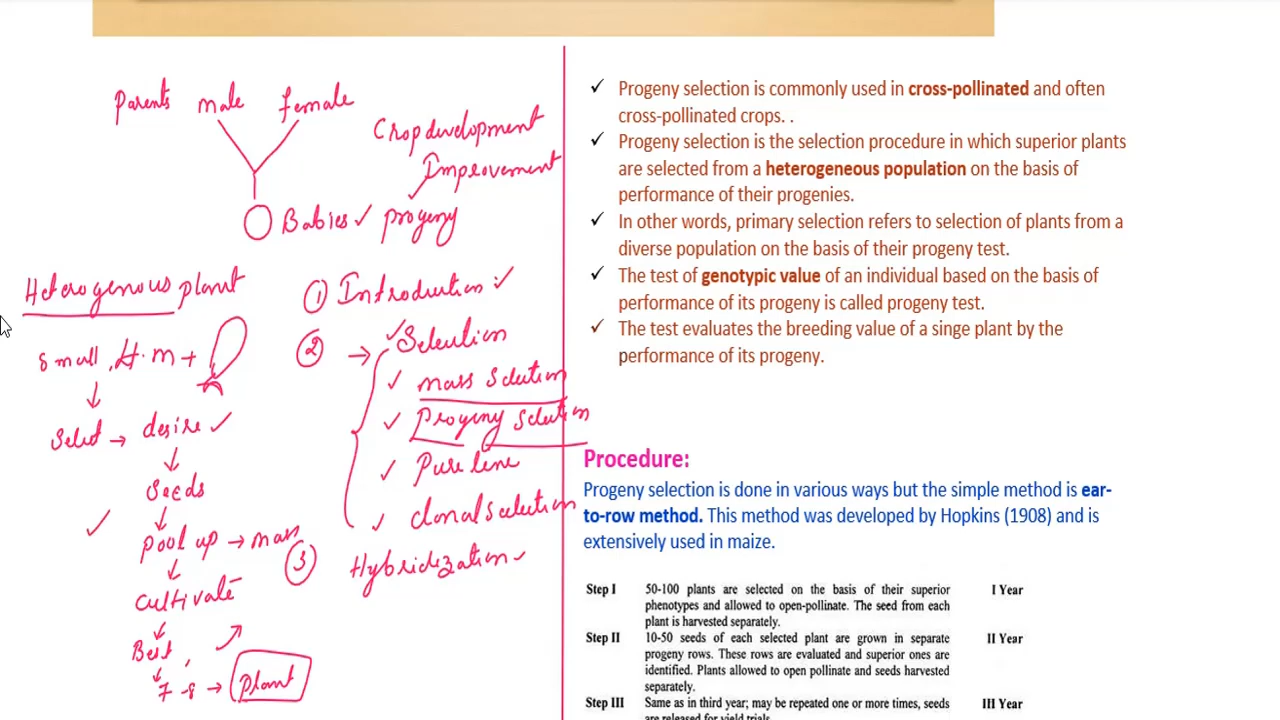 Parents male female
Crop development
Improvement
Babies ✓ progeny
Heterogenous plant
① Introduction ✓
small, H.m +
② → ✓ Selection
✓ mass Selution
Select → desire ✓
✓ Progeny Selution
Seeds
✓ Pure line
✓ Pool up → mass
✓ clonal selection
③ Hybridization ✓
Cultivate
Best
7-8 → plant
✓ Progeny selection is commonly used in cross-pollinated and often
cross-pollinated crops. .
✓ Progeny selection is the selection procedure in which superior plants
are selected from a heterogeneous population on the basis of
performance of their progenies.
✓ In other words, primary selection refers to selection of plants from a
diverse population on the basis of their progeny test.
✓ The test of genotypic value of an individual based on the basis of
performance of its progeny is called progeny test.
✓ The test evaluates the breeding value of a singe plant by the
performance of its progeny.
Procedure:
Progeny selection is done in various ways but the simple method is ear-
to-row method. This method was developed by Hopkins (1908) and is
extensively used in maize.
Step I 50-100 plants are selected on the basis of their superior I Year
phenotypes and allowed to open-pollinate. The seed from each
plant is harvested separately.
Step II 10-50 seeds of each selected plant are grown in separate II Year
progeny rows. These rows are evaluated and superior ones are
identified. Plants allowed to open pollinate and seeds harvested
separately.
Step III Same as in third year; may be repeated one or more times, seeds III Year
are released for yield trials